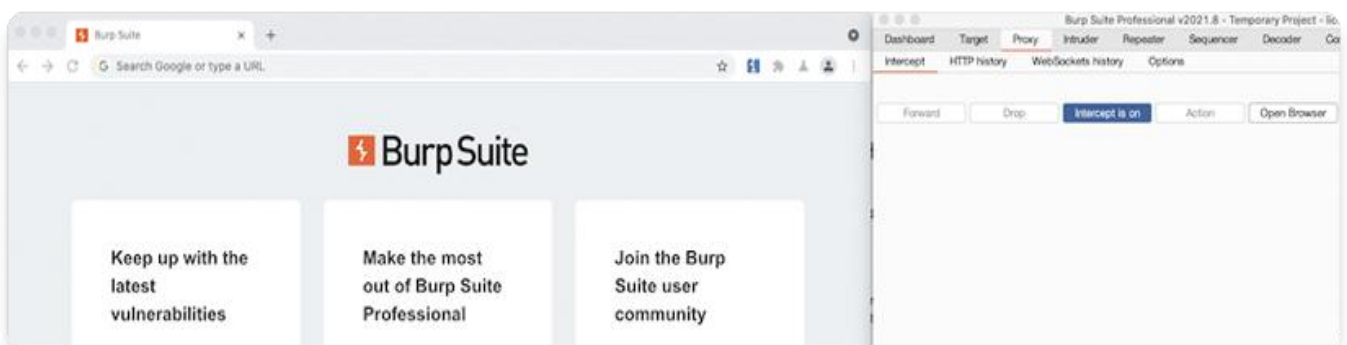 Burp Suite
Search Google or type a URL
Burp Suite
Keep up with the
latest
vulnerabilities
Make the most
out of Burp Suite
Professional
Join the Burp
Suite user
community
Burp Suite Professional v2021.8 - Temporary Project - lic
Dashboard Target Proxy Intruder Repeater Sequencer Decoder Co
Intercept HTTP history WebSockets history Options
Forward Drop Intercept is on Action Open Browser